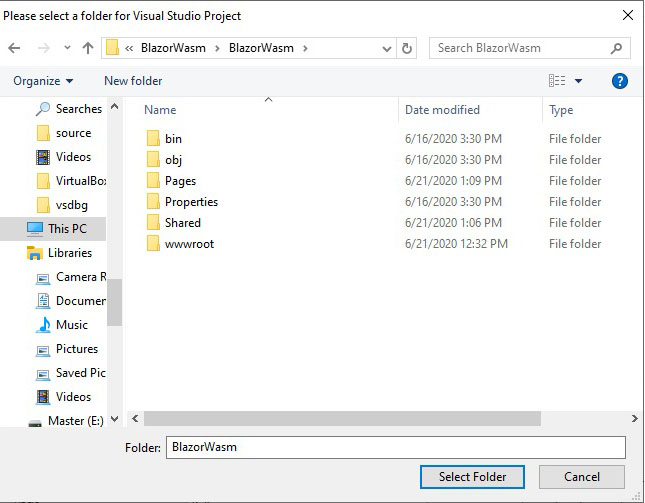 Please select a folder for Visual Studio Project
« BlazorWasm > BlazorWasm >
Search BlazorWasm
Organize New folder
Name Date modified Type
Searches
source
Videos
VirtualBox
vsdbg
This PC
Libraries
Camera R
Documen
Music
Pictures
Saved Pic
Videos
Master (E:)
bin 6/16/2020 3:30 PM File folder
obj 6/16/2020 3:30 PM File folder
Pages 6/21/2020 1:09 PM File folder
Properties 6/16/2020 3:30 PM File folder
Shared 6/21/2020 1:06 PM File folder
wwwroot 6/21/2020 12:32 PM File folder
Folder: BlazorWasm
Select Folder Cancel